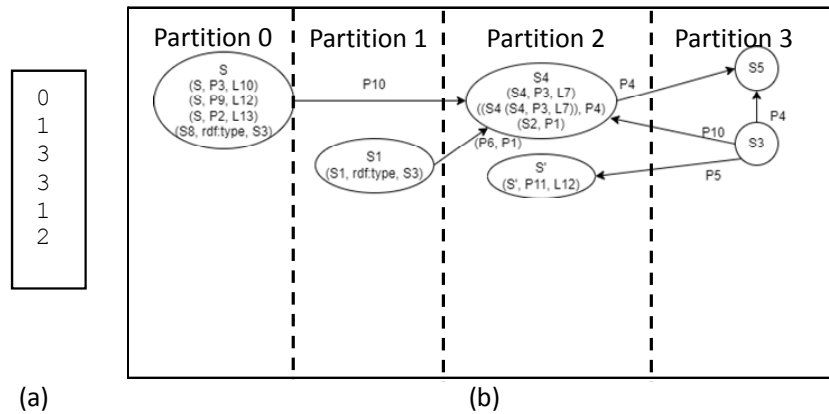 0
1
3
3
1
2
(a)
Partition 0
Partition 1
Partition 2
Partition 3
S
(S, P3, L10)
(S, P9, L12)
(S, P2, L13)
(S8, rdf:type, S3)
P10
S1
(S1, rdf:type, S3)
(P6, P1)
S4
(S4, P3, L7)
((S4 (S4, P3, L7)), P4)
(S2, P1)
P4
S5
P4
P10
S3
P5
S'
(S', P11, L12)
(b)